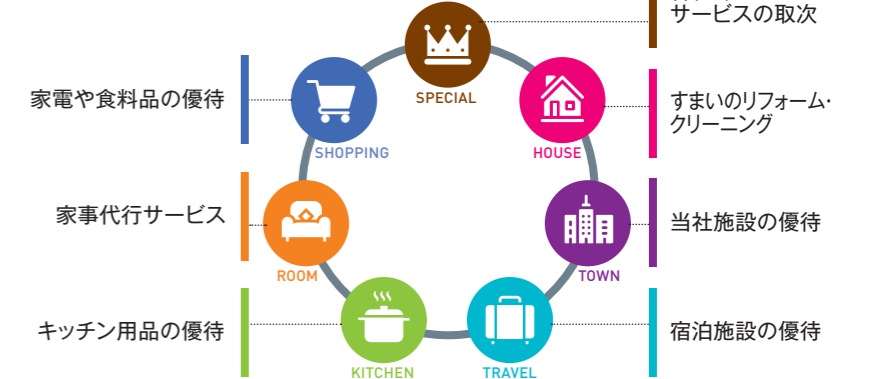 サービスの取次
SPECIAL
家電や食料品の優待
SHOPPING
すまいのリフォーム・
クリーニング
HOUSE
家事代行サービス
ROOM
当社施設の優待
TOWN
キッチン用品の優待
KITCHEN
宿泊施設の優待
TRAVEL